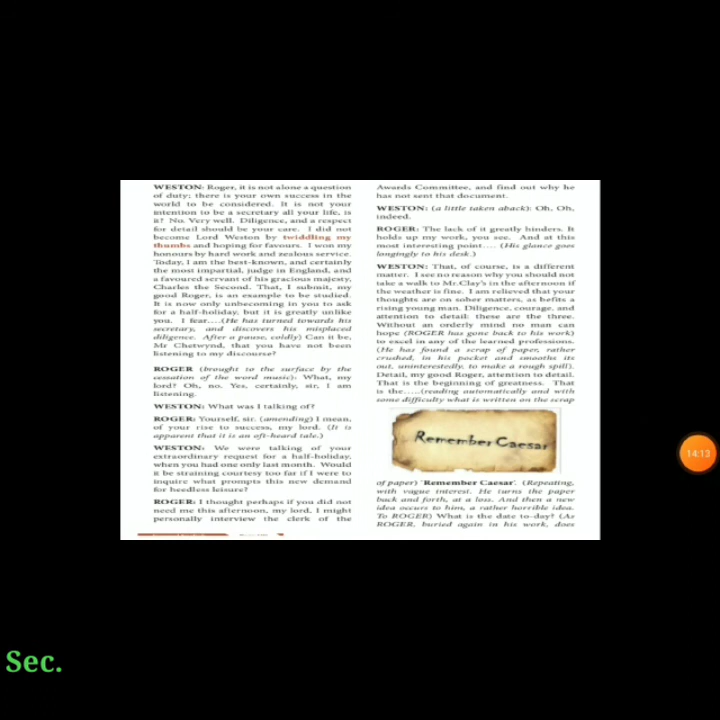 WESTON: Roger, it is not alone a question
of duty; there is your own success in the
world to be considered. It is not your
intention to be a secretary all your life, is
it? No. Very well. Diligence, and a respect
for detail should be your care. I did not
become Lord Weston by twiddling my
thumbs and hoping for favours. I won my
honours by hard work and zealous service.
Today, I am the best-known, and certainly
the most impartial, judge in England, and
a favoured servant of his gracious majesty,
Charles the Second. That, I submit, my
good Roger, is an example to be studied.
It is now only unbecoming in you to ask
for a half-holiday, but it is greatly unlike
you. I fear....(He has turned towards his
secretary, and discovers his misplaced
diligence. After a pause, coldly) Can it be,
Mr Chetwynd, that you have not been
listening to my discourse?
ROGER (brought to the surface by the
cessation of the word music): What, my
lord? Oh, no. Yes, certainly, sir, I am
listening.
WESTON: What was I talking of?
ROGER: Yourself, sir. (amending) I mean,
of your rise to success, my lord. (It is
apparent that it is an oft-heard tale.)
WESTON: We were talking of your
extraordinary request for a half-holiday,
when you had one only last month. Would
it be straining courtesy too far if I were to
inquire what prompts this new demand
for heedless leisure?
ROGER: I thought perhaps if you did not
need me this afternoon, my lord, I might
personally interview the clerk of the
Awards Committee, and find out why he
has not sent that document.
WESTON: (a little taken aback): Oh, Oh,
indeed.
ROGER: The lack of it greatly hinders. It
holds up my work, you see. And at this
most interesting point.... (His glance goes
longingly to his desk.)
WESTON: That, of course, is a different
matter. I see no reason why you should not
take a walk to Mr.Clay's in the afternoon if
the weather is fine. I am relieved that your
thoughts are on sober matters, as befits a
rising young man. Diligence, courage, and
attention to detail: these are the three.
Without an orderly mind no man can
hope (ROGER has gone back to his work)
to excel in any of the learned professions.
(He has found a scrap of paper, rather
crushed, in his pocket and smooths its
out, uninterestedly, to make a rough spill).
Detail, my good Roger, attention to detail.
That is the beginning of greatness. That
is the.....(reading automatically and with
some difficulty what is written on the scrap
Remember Caesar
of paper) 'Remember Caesar'. (Repeating,
with vague interest. He turns the paper
back and forth, at a loss. And then a new
idea occurs to him, a rather horrible idea.
To ROGER) What is the date to-day? (As
ROGER, buried again in his work, does
14:13
Sec.